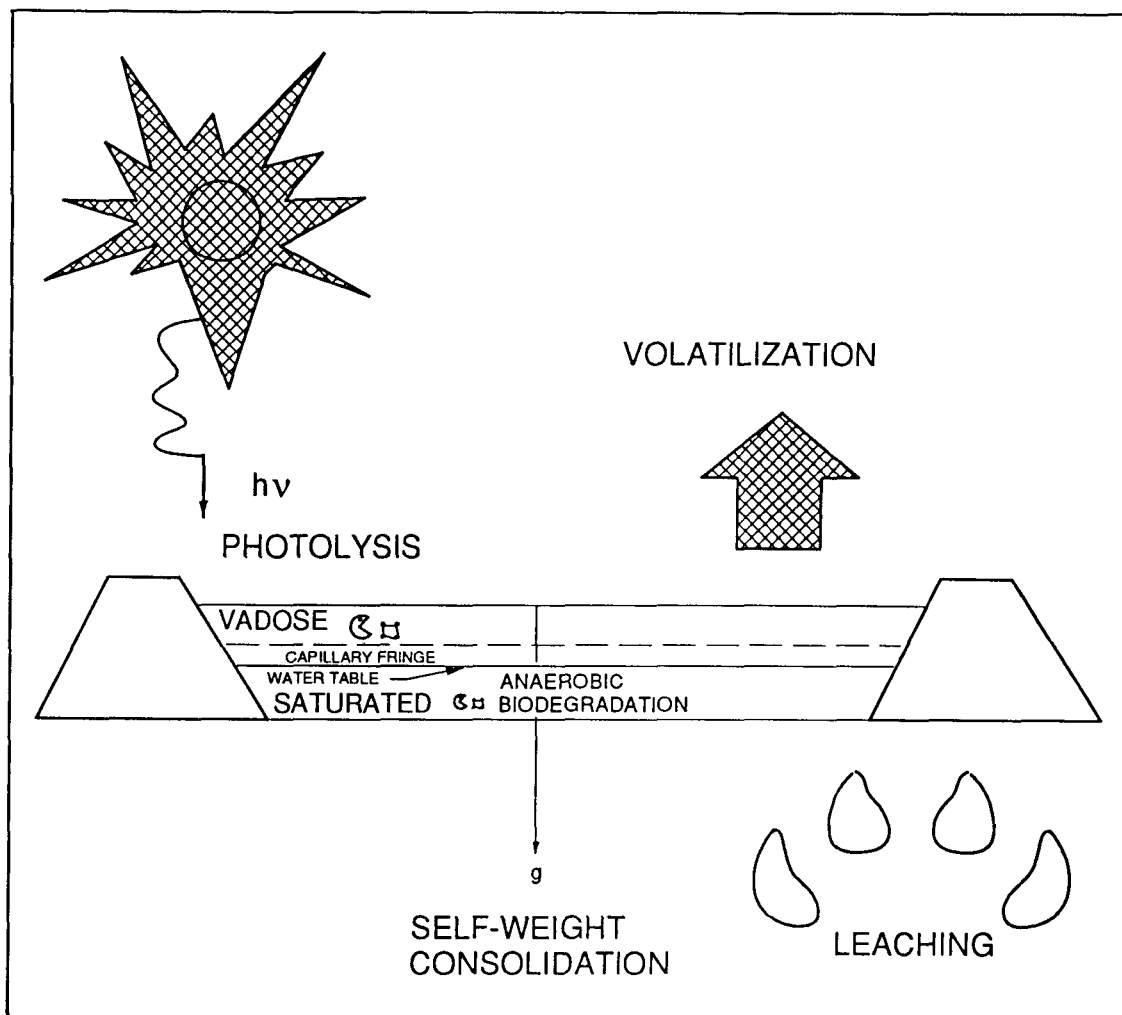 VOLATILIZATION
hν
PHOTOLYSIS
VADOSE
CAPILLARY FRINGE
WATER TABLE
SATURATED
ANAEROBIC
BIODEGRADATION
g
SELF-WEIGHT
CONSOLIDATION
LEACHING